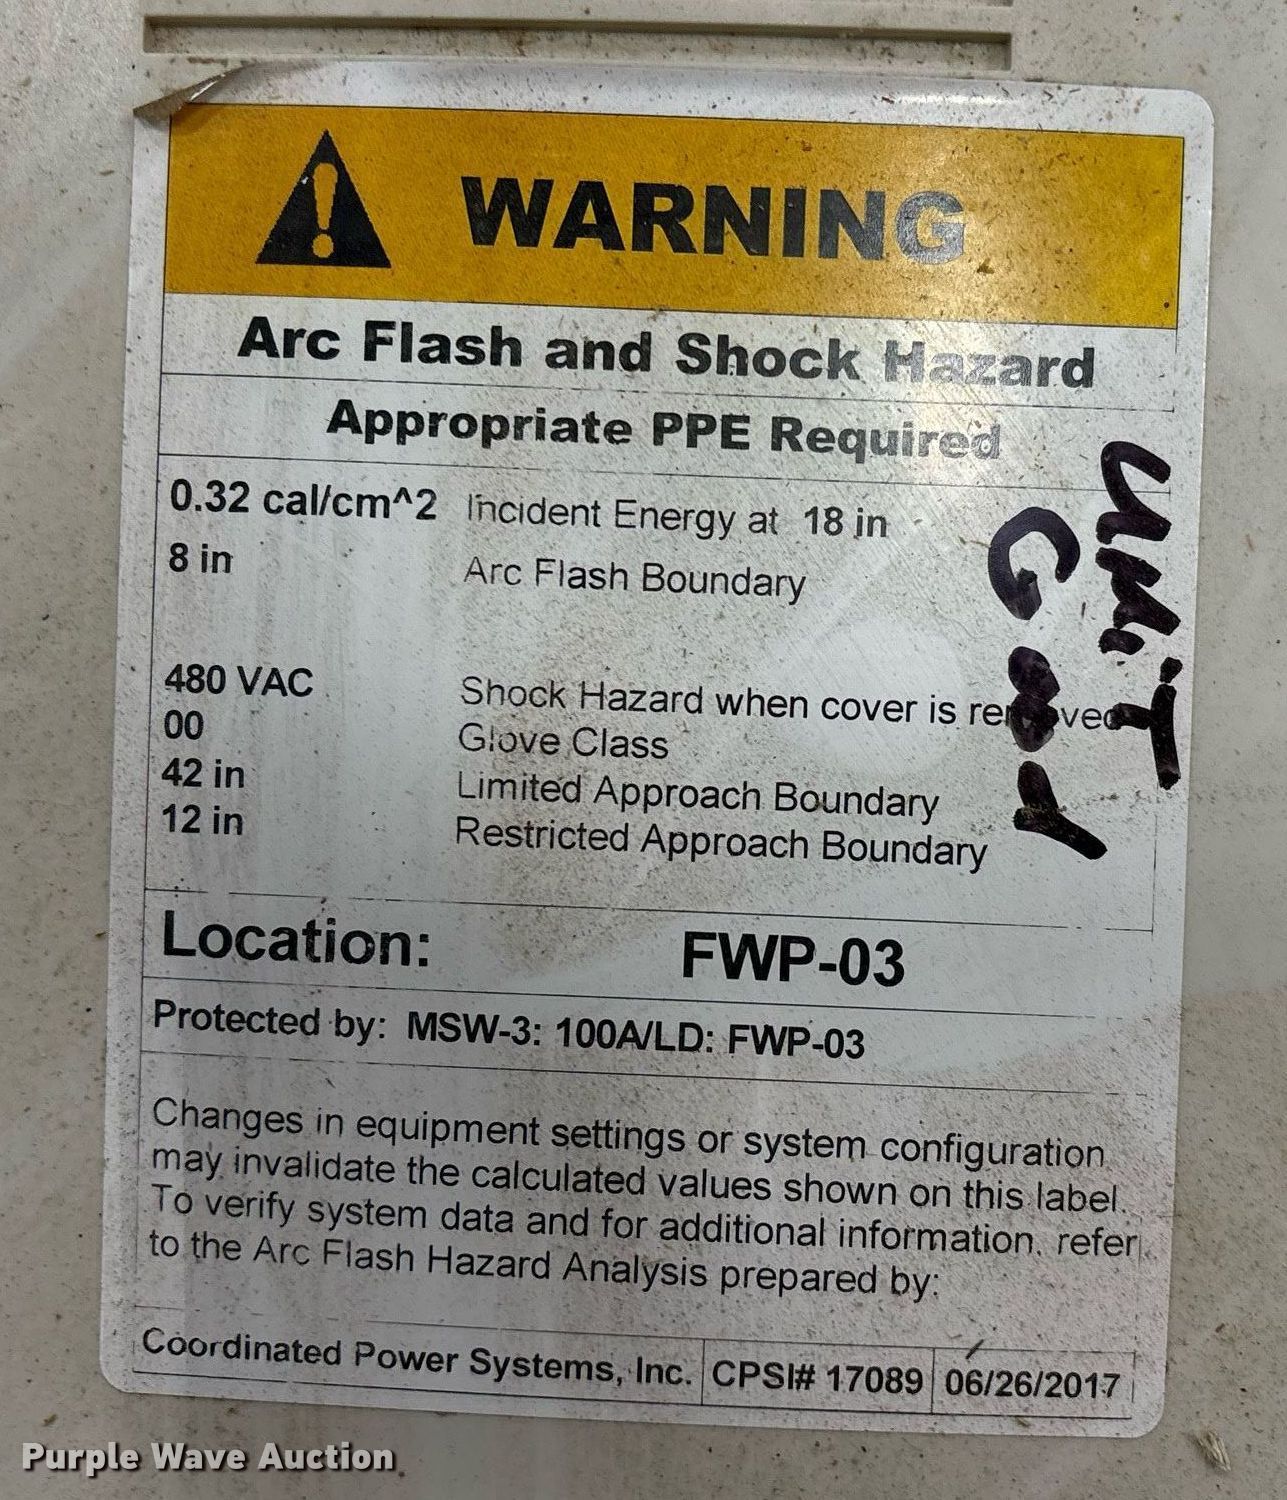 WARNING
Arc Flash and Shock Hazard
Appropriate PPE Required
0.32 cal/cm^2 Incident Energy at 18 in
8 in Arc Flash Boundary
480 VAC Shock Hazard when cover is removed
00 Glove Class
42 in Limited Approach Boundary
12 in Restricted Approach Boundary
Location: FWP-03
Protected by: MSW-3: 100A/LD: FWP-03
Changes in equipment settings or system configuration
may invalidate the calculated values shown on this label.
To verify system data and for additional information, refer
to the Arc Flash Hazard Analysis prepared by:
Coordinated Power Systems, Inc. CPSI# 17089 06/26/2017
UNiT
Purple Wave Auction